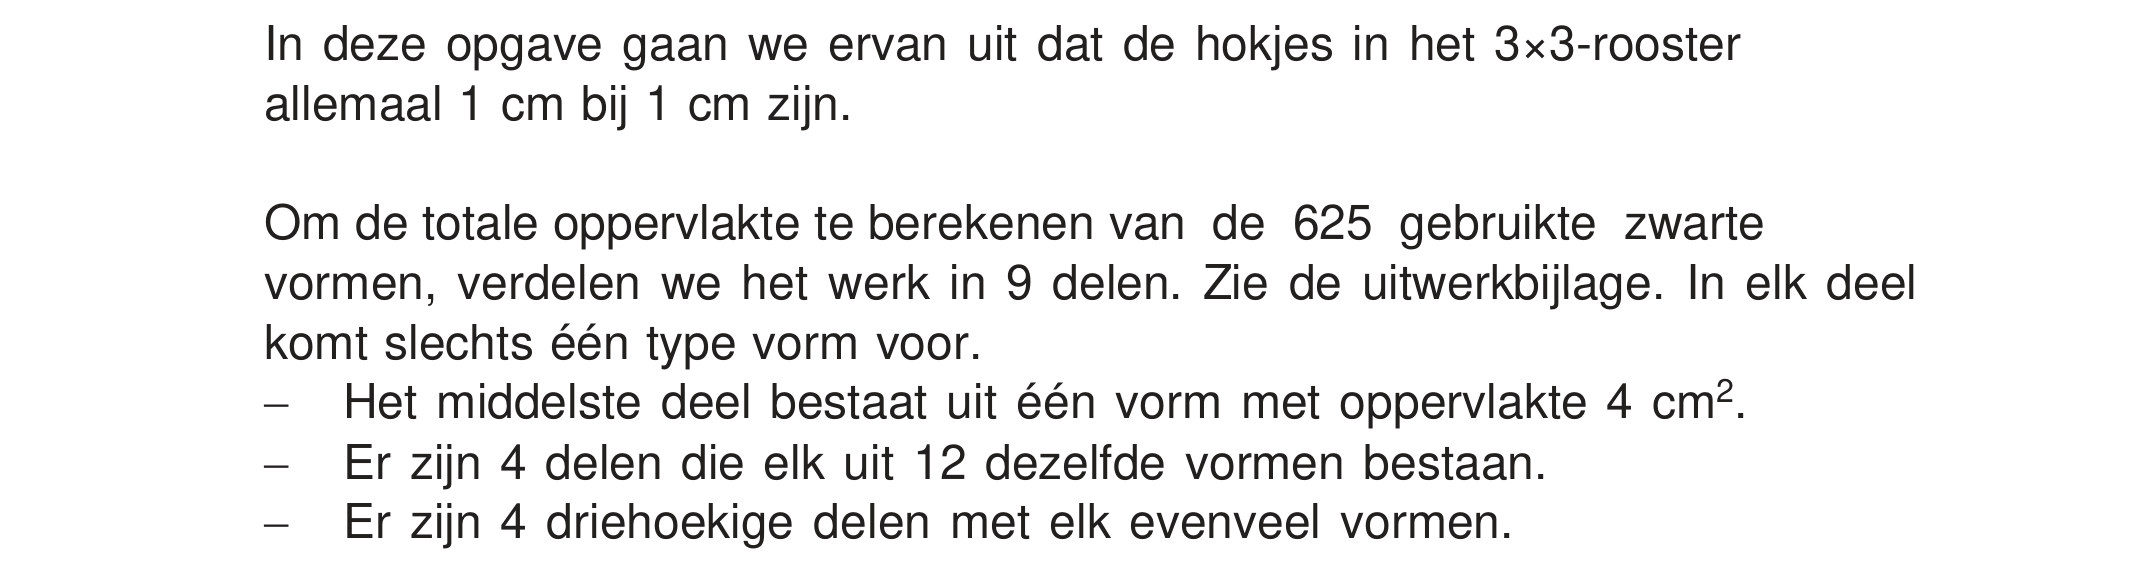 In deze opgave gaan we ervan uit dat de hokjes in het 3×3-rooster
allemaal 1 cm bij 1 cm zijn.
Om de totale oppervlakte te berekenen van de 625 gebruikte zwarte
vormen, verdelen we het werk in 9 delen. Zie de uitwerkbijlage. In elk deel
komt slechts één type vorm voor.
– Het middelste deel bestaat uit één vorm met oppervlakte 4 cm².
– Er zijn 4 delen die elk uit 12 dezelfde vormen bestaan.
– Er zijn 4 driehoekige delen met elk evenveel vormen.